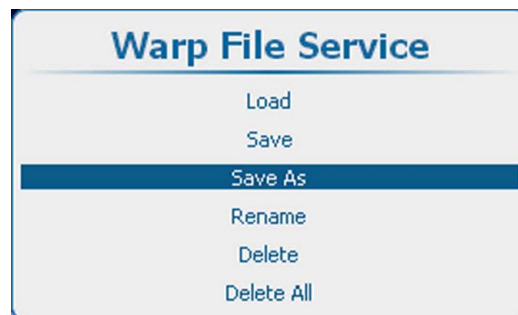 Warp File Service
Load
Save
Save As
Rename
Delete
Delete All